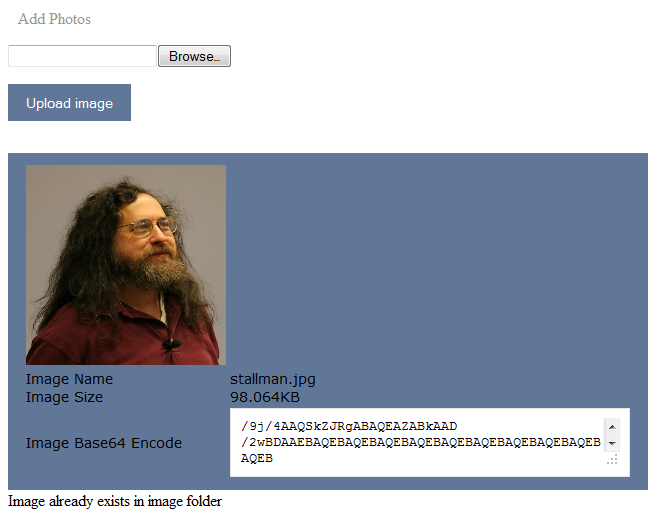 Add Photos
Browse..
Upload image
Image Name stallman.jpg
Image Size 98.064KB
Image Base64 Encode
/9j/4AAQSkZJRgABAQEAZABkAAD
/2wBDAAEBAQEBAQEBAQEBAQEBAQEBAQEBAQEBAQEBAQEB
AQEB
Image already exists in image folder